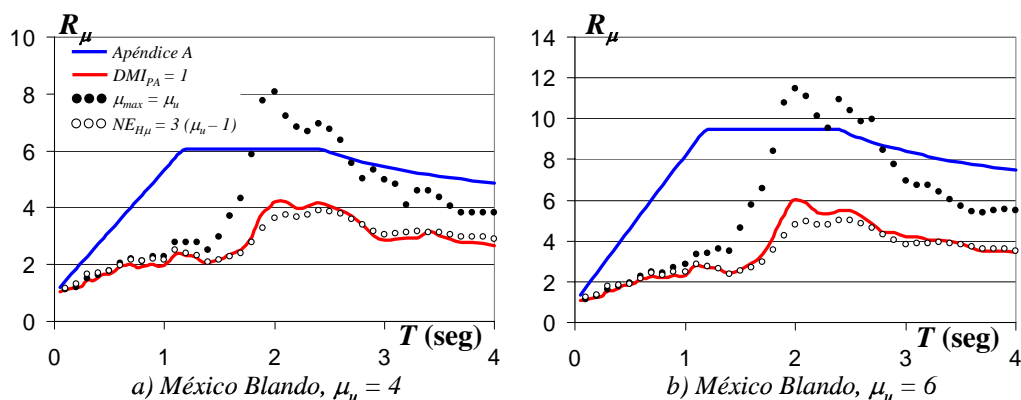 R_μ
10
8
6
4
2
0
Apéndice A
DMI_PA = 1
μ_max = μ_u
NE_Hμ = 3 (μ_u – 1)
0 1 2 3 4
T (seg)
a) México Blando, μ_u = 4
R_μ
14
12
10
8
6
4
2
0
0 1 2 3 4
T (seg)
b) México Blando, μ_u = 6